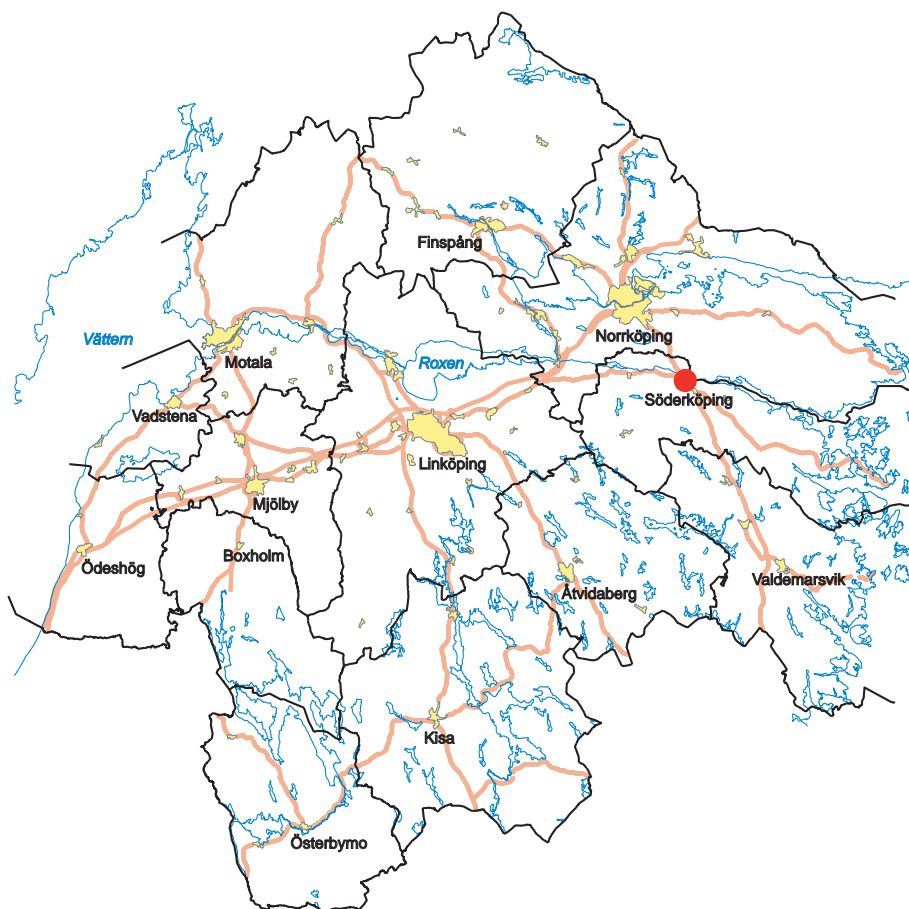 Finspång
Norrköping
Vättern
Roxen
Motala
Söderköping
Vadstena
Linköping
Mjölby
Boxholm
Ödeshög
Valdemarsvik
Åtvidaberg
Kisa
Österbymo